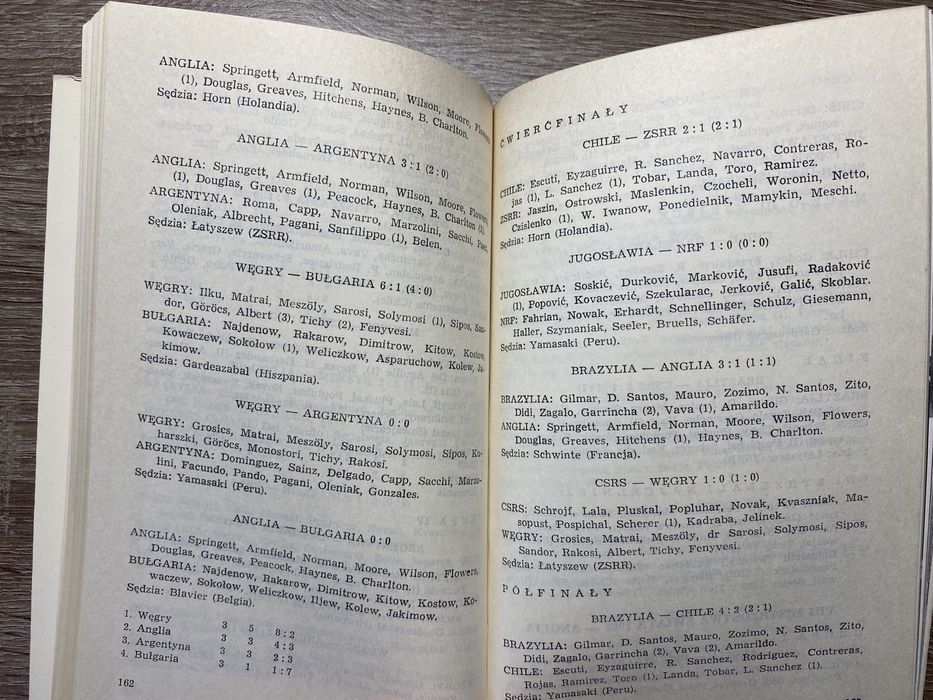 ANGLIA: Springett, Armfield, Norman, Wilson, Moore, Flowers
(1), Douglas, Greaves, Hitchens, Haynes, B. Charlton.
Sędzia: Horn (Holandia).
ANGLIA — ARGENTYNA 3:1 (2:0)
ANGLIA: Springett, Armfield, Norman, Wilson, Moore, Flowers
(1), Douglas, Greaves (1), Peacock, Haynes, B. Charlton (1).
ARGENTYNA: Roma, Capp, Navarro, Marzolini, Sacchi,
Oleniak, Albrecht, Pagani, Sanfilippo (1), Belen.
Sędzia: Łatyszew (ZSRR).
WĘGRY — BUŁGARIA 6:1 (4:0)
WĘGRY: Ilku, Matrai, Meszöly, Sarosi, Solymosi (1), Sipos, San-
dor, Göröcs, Albert (3), Tichy (2), Fenyvesi.
BUŁGARIA: Najdenow, Rakarow, Dimitrow, Kitow, Kostow,
Kowaczew, Sokołow (1), Weliczkow, Asparuchow, Kolew, Ja-
kimow.
Sędzia: Gardeazabal (Hiszpania).
WĘGRY — ARGENTYNA 0:0
WĘGRY: Grosics, Matrai, Meszöly, Sarosi, Solymosi, Sipos, Ku-
harszki, Göröcs, Monostori, Tichy, Rakosi.
ARGENTYNA: Dominguez, Sainz, Delgado, Capp, Sacchi, Marzo-
lini, Facundo, Pando, Pagani, Oleniak, Gonzales.
Sędzia: Yamasaki (Peru).
ANGLIA — BUŁGARIA 0:0
ANGLIA: Springett, Armfield, Norman, Moore, Wilson, Flowers,
Douglas, Greaves, Peacock, Haynes, B. Charlton.
BUŁGARIA: Najdenow, Rakarow, Dimitrow, Kitow, Kostow, Ko-
waczew, Sokołow, Weliczkow, Iljew, Kolew, Jakimow.
Sędzia: Blavier (Belgia).
1. Węgry 3 5 8:2
2. Anglia 3 3 4:3
3. Argentyna 3 3 2:3
4. Bułgaria 3 1 1:7
162
ĆWIERĆFINAŁY
CHILE — ZSRR 2:1 (2:1)
CHILE: Escuti, Eyzaguirre, R. Sanchez, Navarro, Contreras, Ro-
jas (1), L. Sanchez (1), Tobar, Landa, Toro, Ramirez.
ZSRR: Jaszin, Ostrowski, Maslenkin, Czocheli, Woronin, Netto,
Czislenko (1), W. Iwanow, Ponedielnik, Mamykin, Meschi.
Sędzia: Horn (Holandia).
JUGOSŁAWIA — NRF 1:0 (0:0)
JUGOSŁAWIA: Soskić, Durković, Marković, Jusufi, Radaković
(1), Popović, Kovaczević, Szekularac, Jerković, Galić, Skoblar.
NRF: Fahrian, Nowak, Erhardt, Schnellinger, Schulz, Giesemann,
Haller, Szymaniak, Seeler, Bruells, Schäfer.
Sędzia: Yamasaki (Peru).
BRAZYLIA — ANGLIA 3:1 (1:1)
BRAZYLIA: Gilmar, D. Santos, Mauro, Zozimo, N. Santos, Zito,
Didi, Zagalo, Garrincha (2), Vava (1), Amarildo.
ANGLIA: Springett, Armfield, Norman, Moore, Wilson, Flowers,
Douglas, Greaves, Hitchens (1), Haynes, B. Charlton.
Sędzia: Schwinte (Francja).
CSRS — WĘGRY 1:0 (1:0)
CSRS: Schrojf, Lala, Pluskal, Popluhar, Novak, Kvaszniak, Ma-
sopust, Pospichal, Scherer (1), Kadraba, Jelinek.
WĘGRY: Grosics, Matrai, Meszöly, dr Sarosi, Solymosi, Sipos,
Sandor, Rakosi, Albert, Tichy, Fenyvesi.
Sędzia: Łatyszew (ZSRR).
PÓŁFINAŁY
BRAZYLIA — CHILE 4:2 (2:1)
BRAZYLIA: Gilmar, D. Santos, Mauro, Zozimo, N. Santos, Zito,
Didi, Zagalo, Garrincha (2), Vava (2), Amarildo.
CHILE: Escuti, Eyzaguirre, R. Sanchez, Rodriguez, Contreras,
Rojas, Ramirez, Toro (1), Landa, Tobar, L. Sanchez (1).
Sędzia: Yamasaki (Peru).